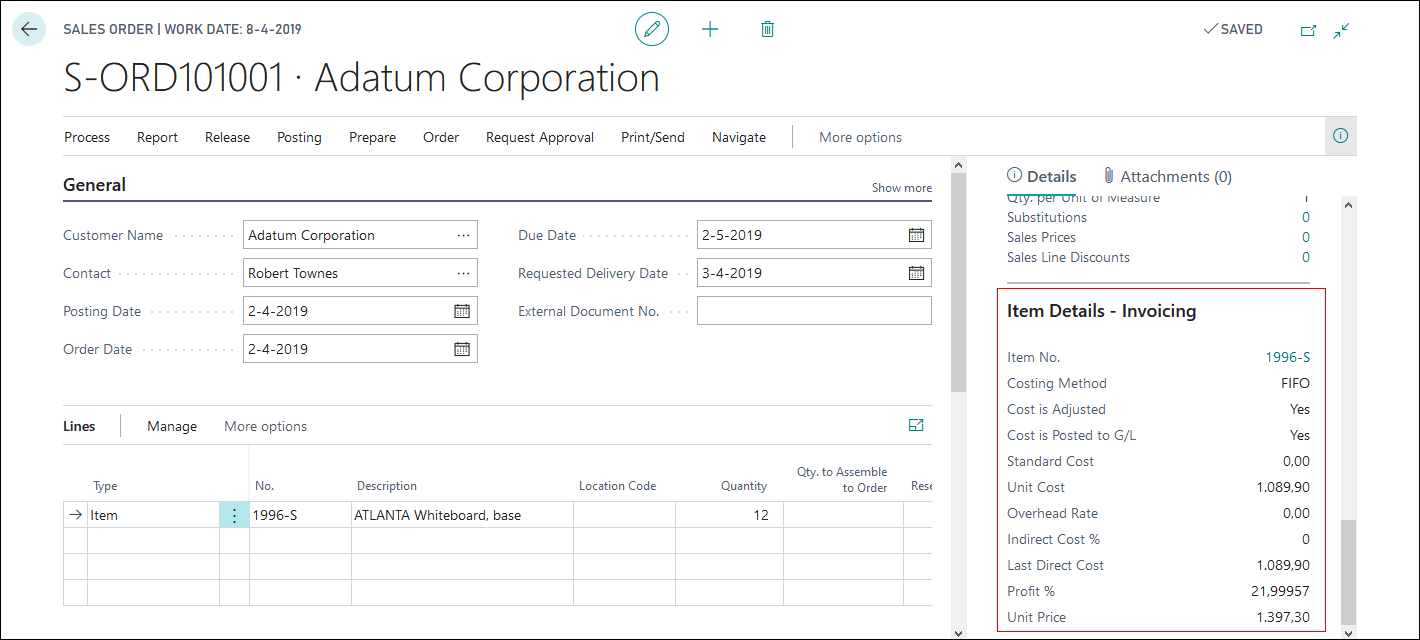 SALES ORDER | WORK DATE: 8-4-2019
SAVED
S-ORD101001 · Adatum Corporation
Process Report Release Posting Prepare Order Request Approval Print/Send Navigate More options
General
Show more
Customer Name Adatum Corporation
Contact Robert Townes
Posting Date 2-4-2019
Order Date 2-4-2019
Due Date 2-5-2019
Requested Delivery Date 3-4-2019
External Document No.
Lines Manage More options
Type No. Description Location Code Quantity Qty. to Assemble
to Order Rese
Item 1996-S ATLANTA Whiteboard, base 12
Details Attachments (0)
Qty. per Unit of Measure 1
Substitutions 0
Sales Prices 0
Sales Line Discounts 0
Item Details - Invoicing
Item No. 1996-S
Costing Method FIFO
Cost is Adjusted Yes
Cost is Posted to G/L Yes
Standard Cost 0,00
Unit Cost 1.089,90
Overhead Rate 0,00
Indirect Cost % 0
Last Direct Cost 1.089,90
Profit % 21,99957
Unit Price 1.397,30